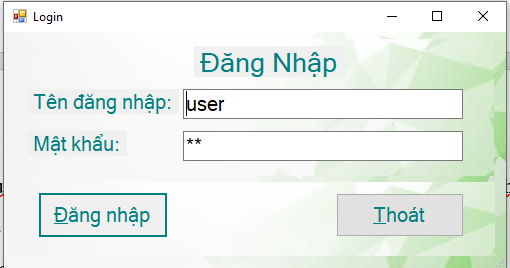 Login
Đăng Nhập
Tên đăng nhập: user
Mật khẩu: **
Đăng nhập Thoát